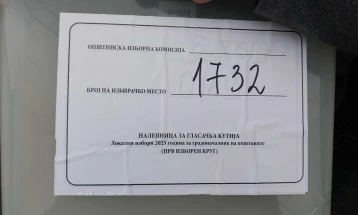 ОПШТИНСКА ИЗБОРНА КОМИСИЈА
1732
БРОЈ НА ИЗБИРАЧКО МЕСТО
НАЛЕПНИЦА ЗА ГЛАСАЧКА КУТИЈА
Локални избори 2025 година за градоначалник на општините
(ПРВ ИЗБОРЕН КРУГ)